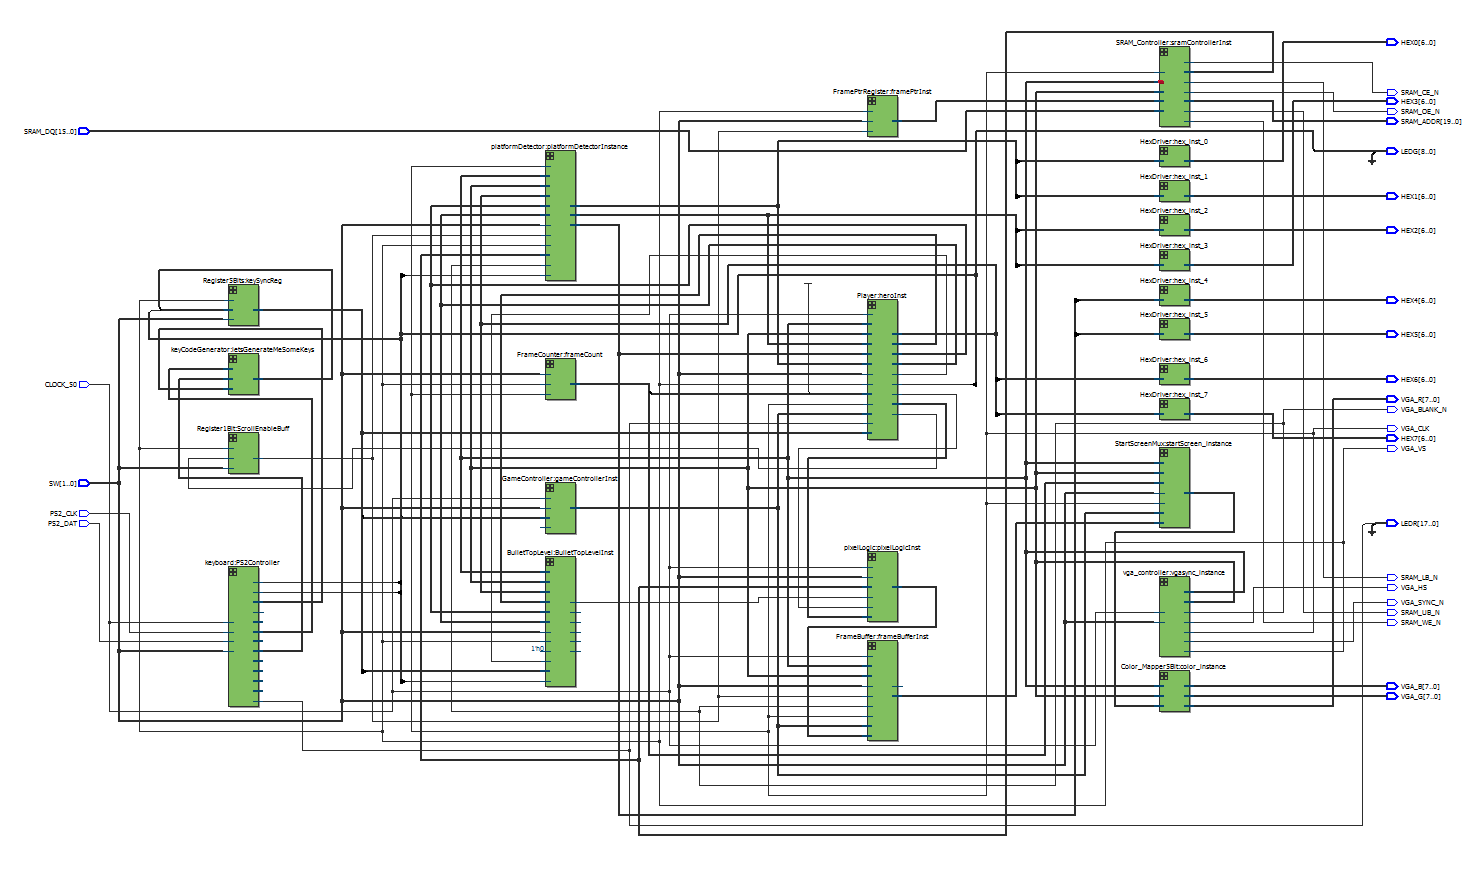 SRAM_Controller:sramControllerInst
HEX0[6..0]
FramePtrRegister:framePtrInst
SRAM_CE_N
HEX3[6..0]
SRAM_OE_N
SRAM_ADDR[19..0]
SRAM_DQ[15..0]
platformDetector:platformDetectorInstance
HexDriver:hex_inst_0
LEDG[8..0]
HexDriver:hex_inst_1
HEX1[6..0]
HexDriver:hex_inst_2
HEX2[6..0]
HexDriver:hex_inst_3
Register5Bits:keySyncReg
HexDriver:hex_inst_4
Player:heroInst
HEX4[6..0]
HexDriver:hex_inst_5
HEX5[6..0]
keyCodeGenerator:letsGenerateMeSomeKeys
FrameCounter:frameCount
HexDriver:hex_inst_6
CLOCK_50
HEX6[6..0]
HexDriver:hex_inst_7
VGA_R[7..0]
VGA_BLANK_N
Register1Bit:ScrollEnableBuff
VGA_CLK
HEX7[6..0]
StartScreenMux:startScreen_instance
VGA_VS
GameController:gameControllerInst
SW[1..0]
PS2_CLK
PS2_DAT
LEDR[17..0]
BulletTopLevel:BulletTopLevelInst
pixelLogic:pixelLogicInst
keyboard:PS2Controller
vga_controller:vgasync_instance
SRAM_LB_N
VGA_HS
VGA_SYNC_N
SRAM_UB_N
SRAM_WE_N
FrameBuffer:frameBufferInst
1'h0
Color_Mapper5Bit:color_instance
VGA_B[7..0]
VGA_G[7..0]